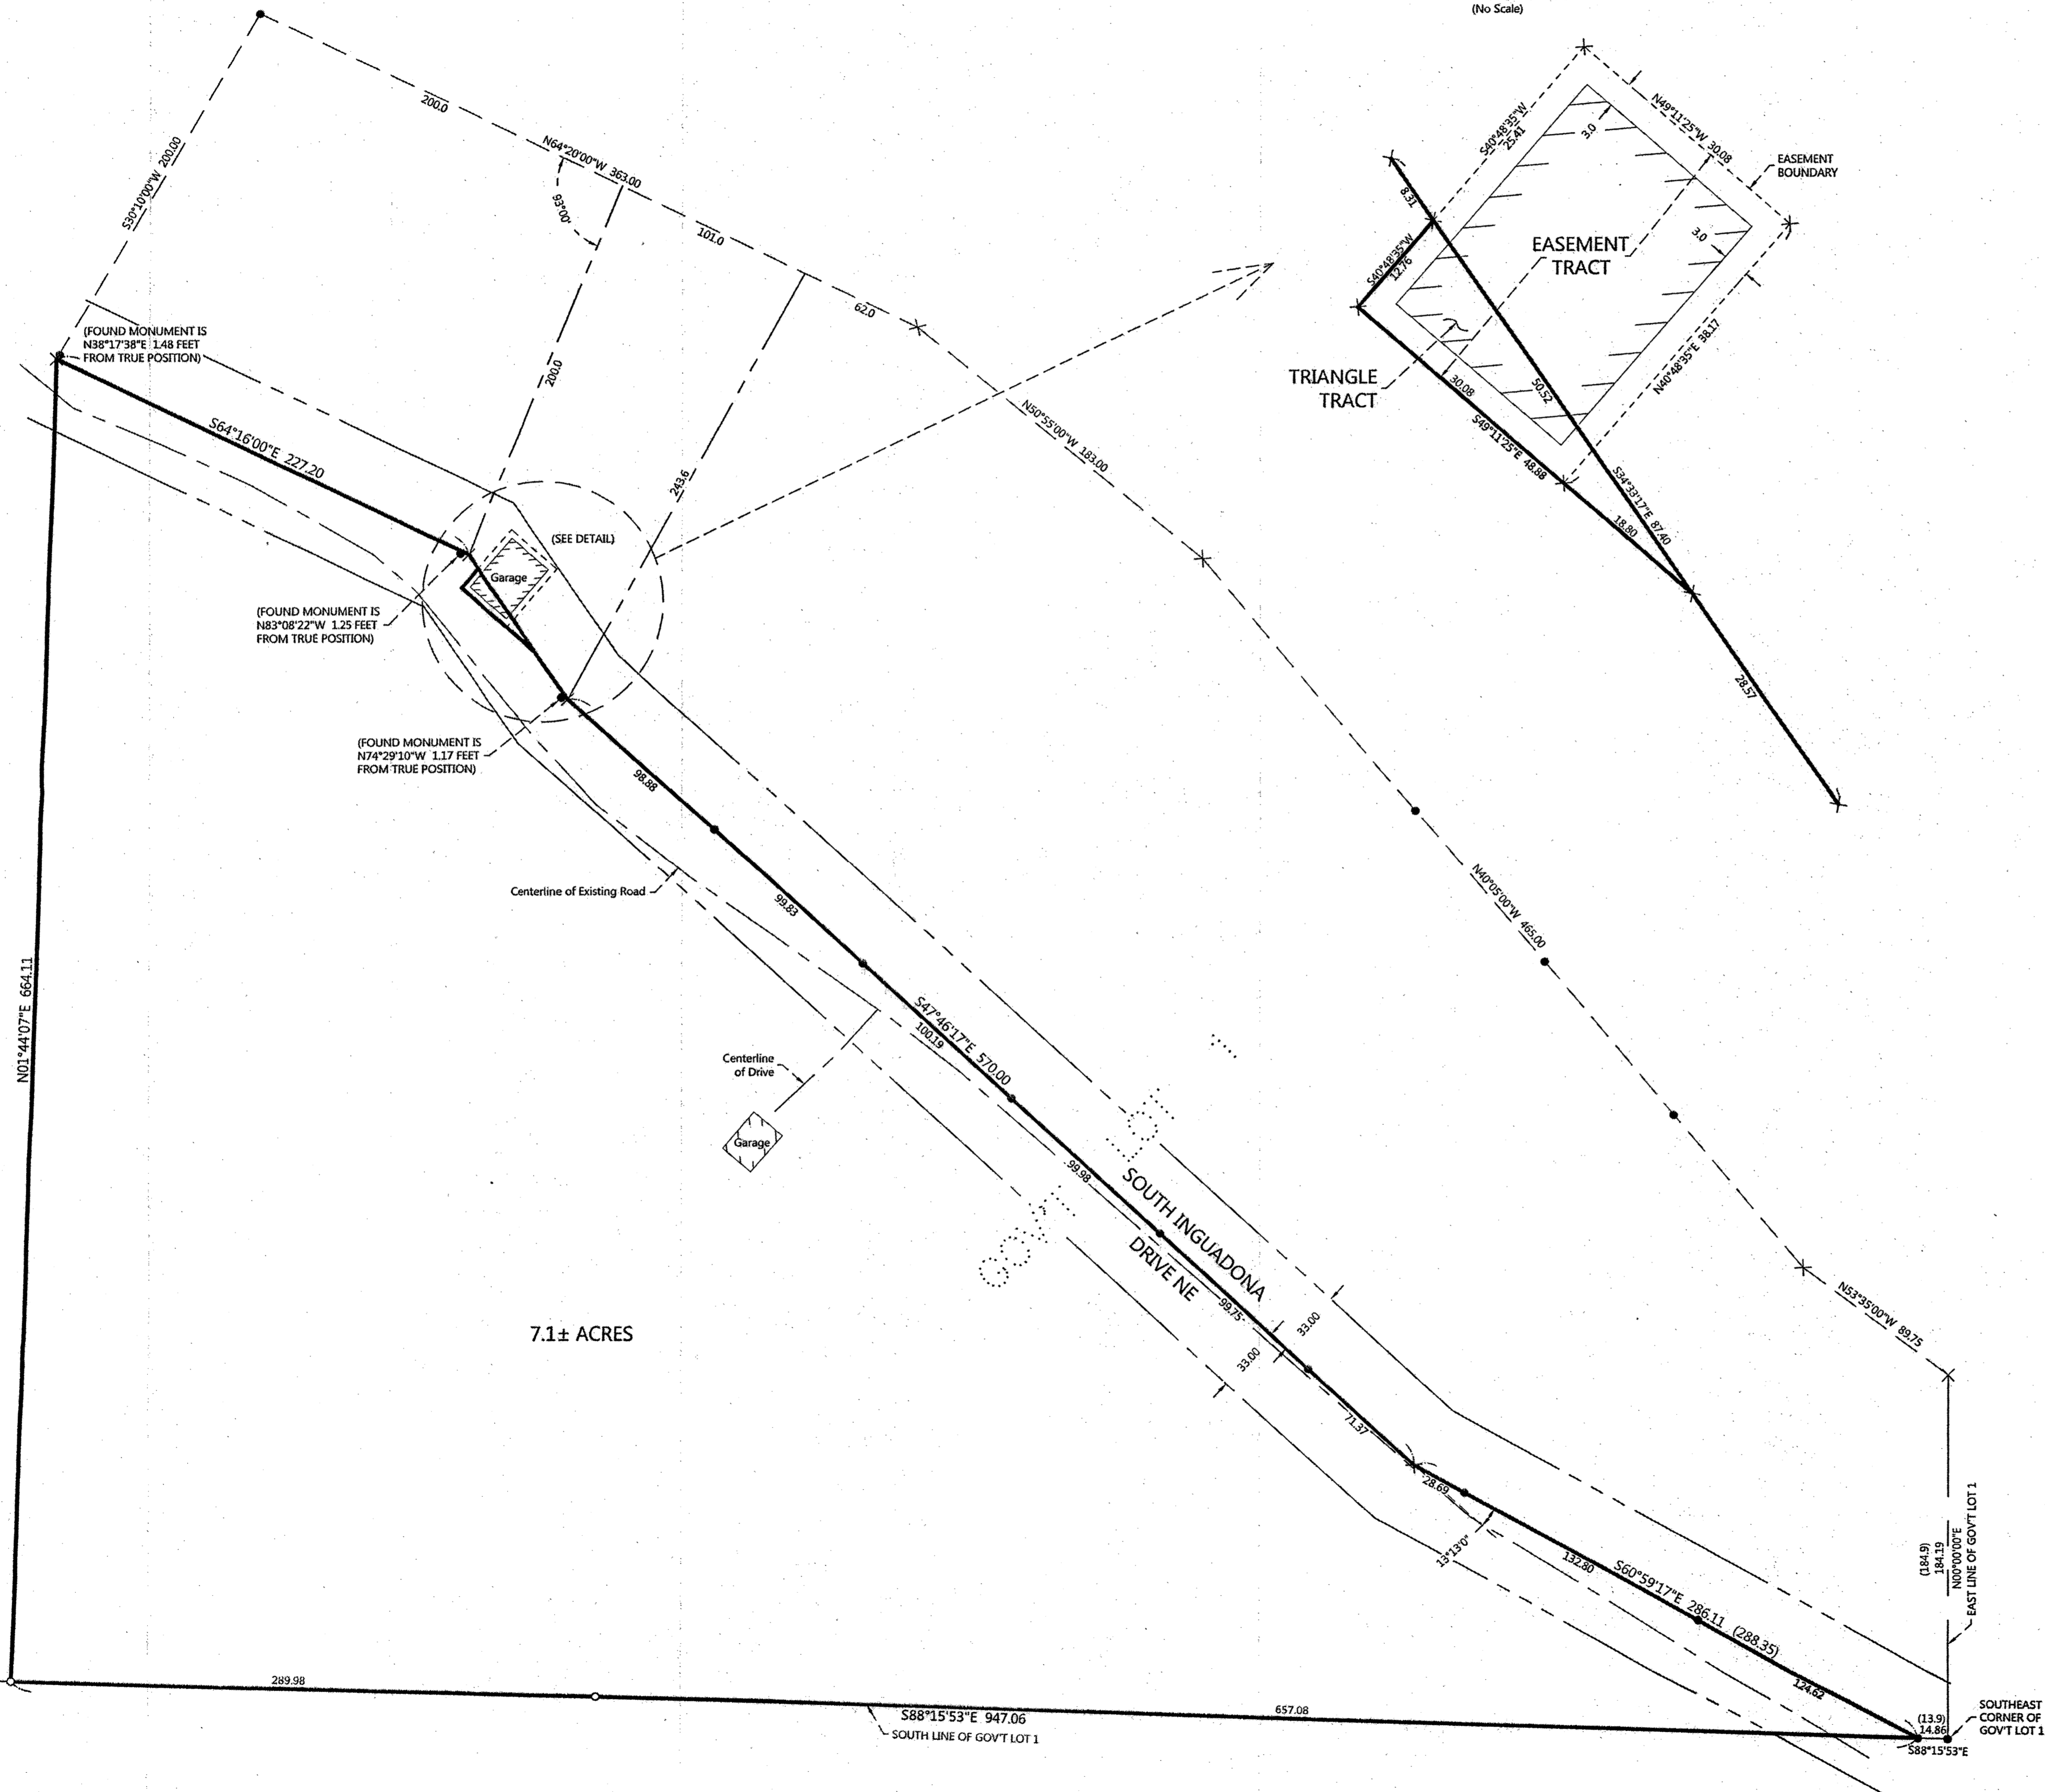 (No Scale)
200.0
N64°20'00"W 363.00
S30°10'00"W 200.00
93°00'
101.0
62.0
200.0
243.6
(FOUND MONUMENT IS
N38°17'38"E 1.48 FEET
FROM TRUE POSITION)
S64°16'00"E 227.20
(SEE DETAIL)
Garage
(FOUND MONUMENT IS
N83°08'22"W 1.25 FEET
FROM TRUE POSITION)
(FOUND MONUMENT IS
N74°29'10"W 1.17 FEET
FROM TRUE POSITION)
N50°55'00"W 183.00
S40°48'35"W
25.41
N49°11'25"W 30.08
3.0
EASEMENT
BOUNDARY
8.31
EASEMENT
TRACT
3.0
S40°48'35"W
12.76
N40°48'35"E 38.17
TRIANGLE
TRACT
30.08
50.52
S49°11'25"E 48.88
S34°33'17"E 87.40
18.80
28.57
98.88
Centerline of Existing Road
99.83
N40°05'00"W 465.00
N01°44'07"E 664.11
S47°46'17"E 570.00
100.19
Centerline
of Drive
Garage
GOV'T LOT 1
99.98
SOUTH INGUADONA
DRIVE NE
99.75
33.00
33.00
N53°35'00"W 89.75
7.1± ACRES
71.37
28.69
13°13'0"
132.80
S60°59'17"E 286.11 (288.35)
124.62
(184.9)
184.19
N00°00'00"E
EAST LINE OF GOV'T LOT 1
289.98
S88°15'53"E 947.06
SOUTH LINE OF GOV'T LOT 1
657.08
(13.9)
14.86
S88°15'53"E
SOUTHEAST
CORNER OF
GOV'T LOT 1